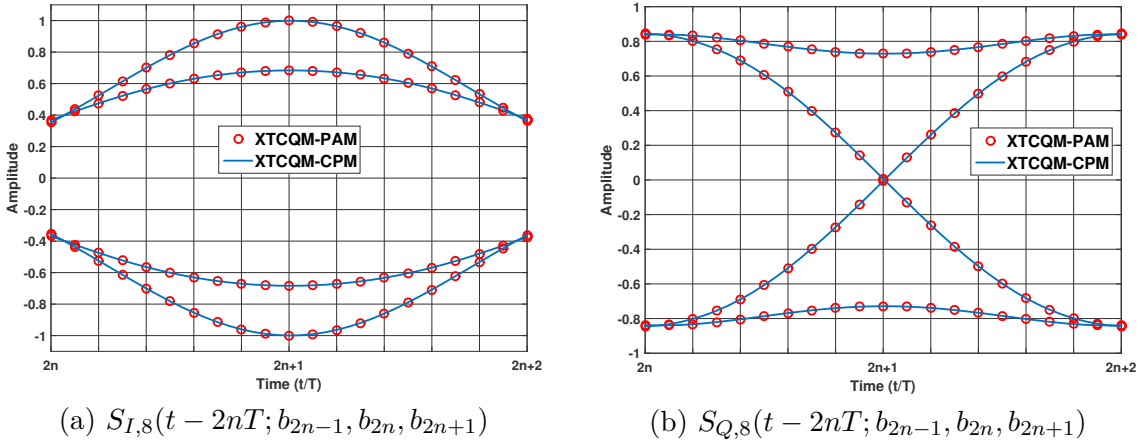 1
0.8
0.6
0.4
0.2
0
-0.2
-0.4
-0.6
-0.8
-1
Amplitude
XTCQM-PAM
XTCQM-CPM
2n 2n+1 2n+2
Time (t/T)
(a) $S_{I,8}(t - 2nT; b_{2n-1}, b_{2n}, b_{2n+1})$
1
0.8
0.6
0.4
0.2
0
-0.2
-0.4
-0.6
-0.8
-1
Amplitude
XTCQM-PAM
XTCQM-CPM
2n 2n+1 2n+2
Time (t/T)
(b) $S_{Q,8}(t - 2nT; b_{2n-1}, b_{2n}, b_{2n+1})$